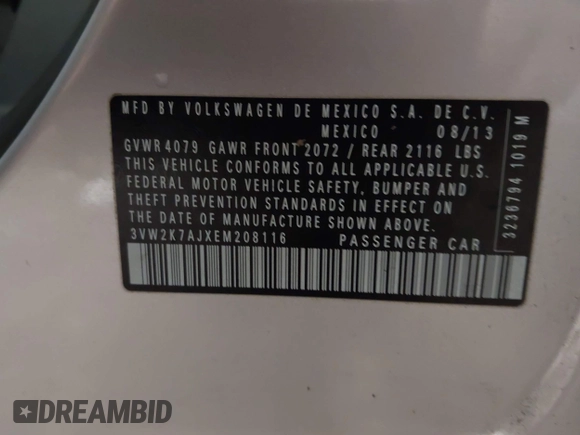 MFD BY VOLKSWAGEN DE MEXICO S.A. DE C.V.
MEXICO 08/13
GVWR 4079 GAWR FRONT 2072 / REAR 2116 LBS
THIS VEHICLE CONFORMS TO ALL APPLICABLE U.S.
FEDERAL MOTOR VEHICLE SAFETY, BUMPER AND
THEFT PREVENTION STANDARDS IN EFFECT ON
THE DATE OF MANUFACTURE SHOWN ABOVE.
3VW2K7AJXEM208116 PASSENGER CAR
3236794 1019 M
DREAMBID